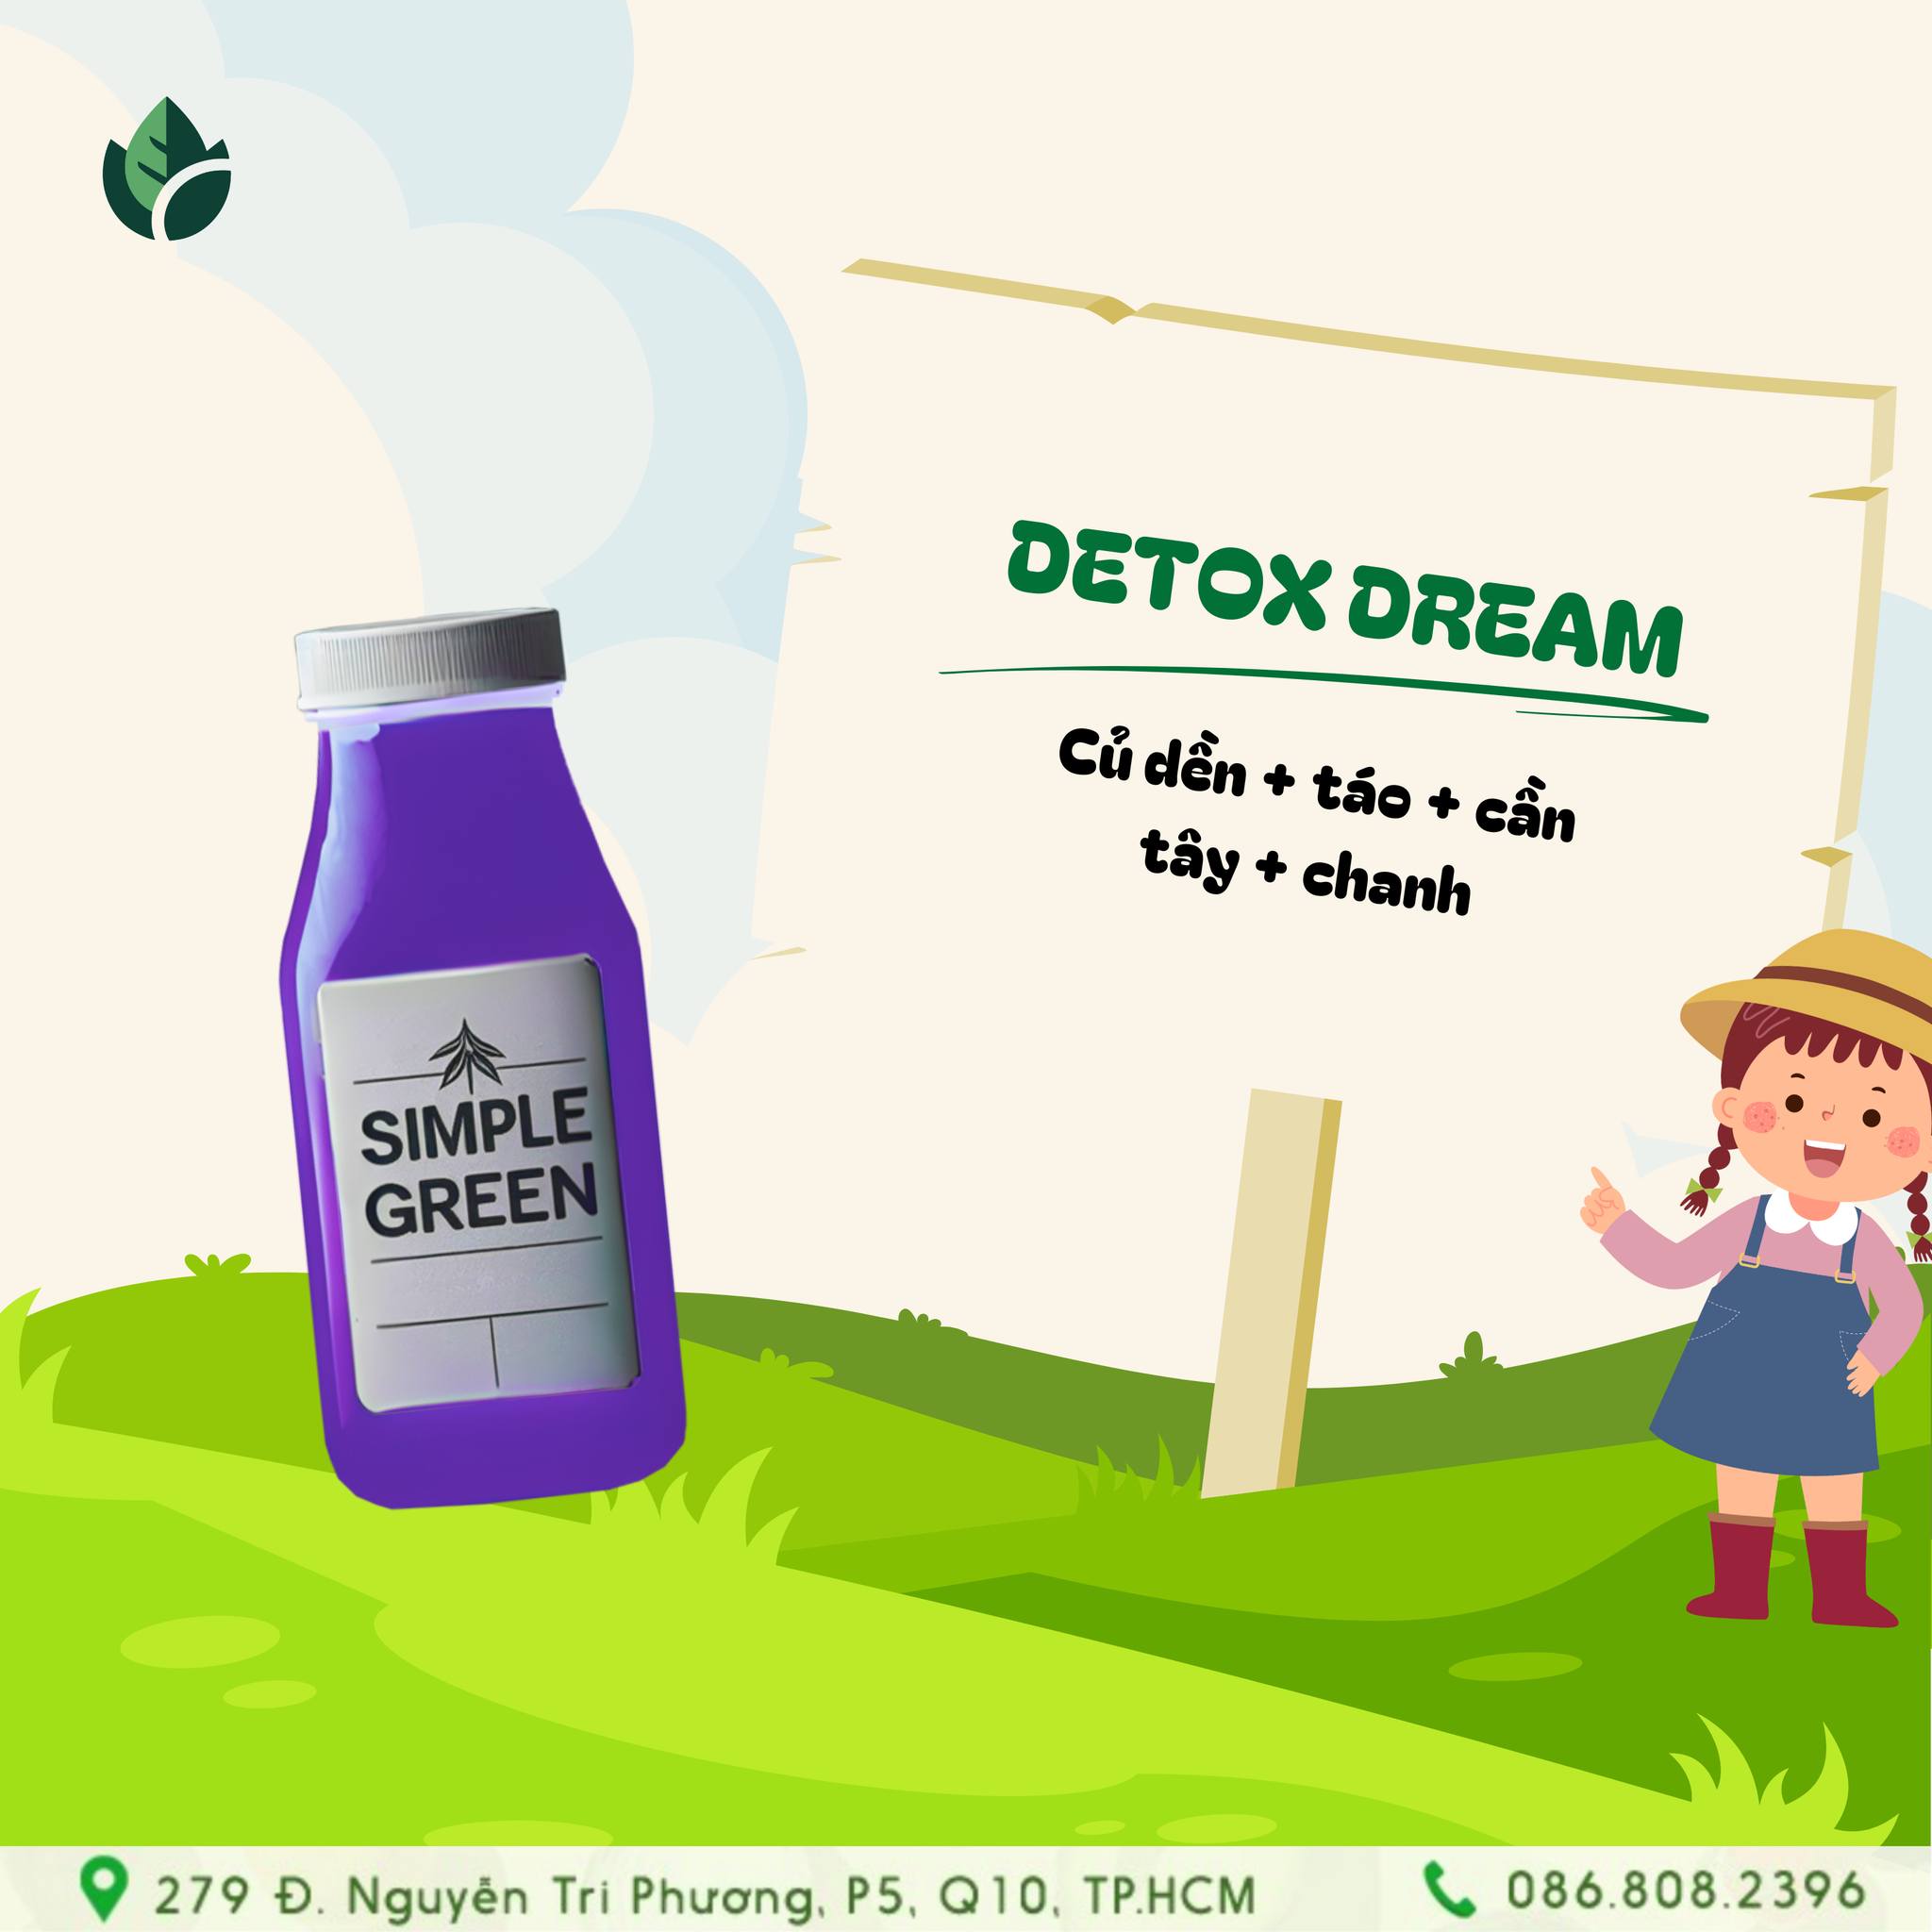 DETOX DREAM
Củ dền + táo + cần
tây + chanh
SIMPLE
GREEN
279 Đ. Nguyễn Tri Phương, P5, Q10, TP.HCM
086.808.2396